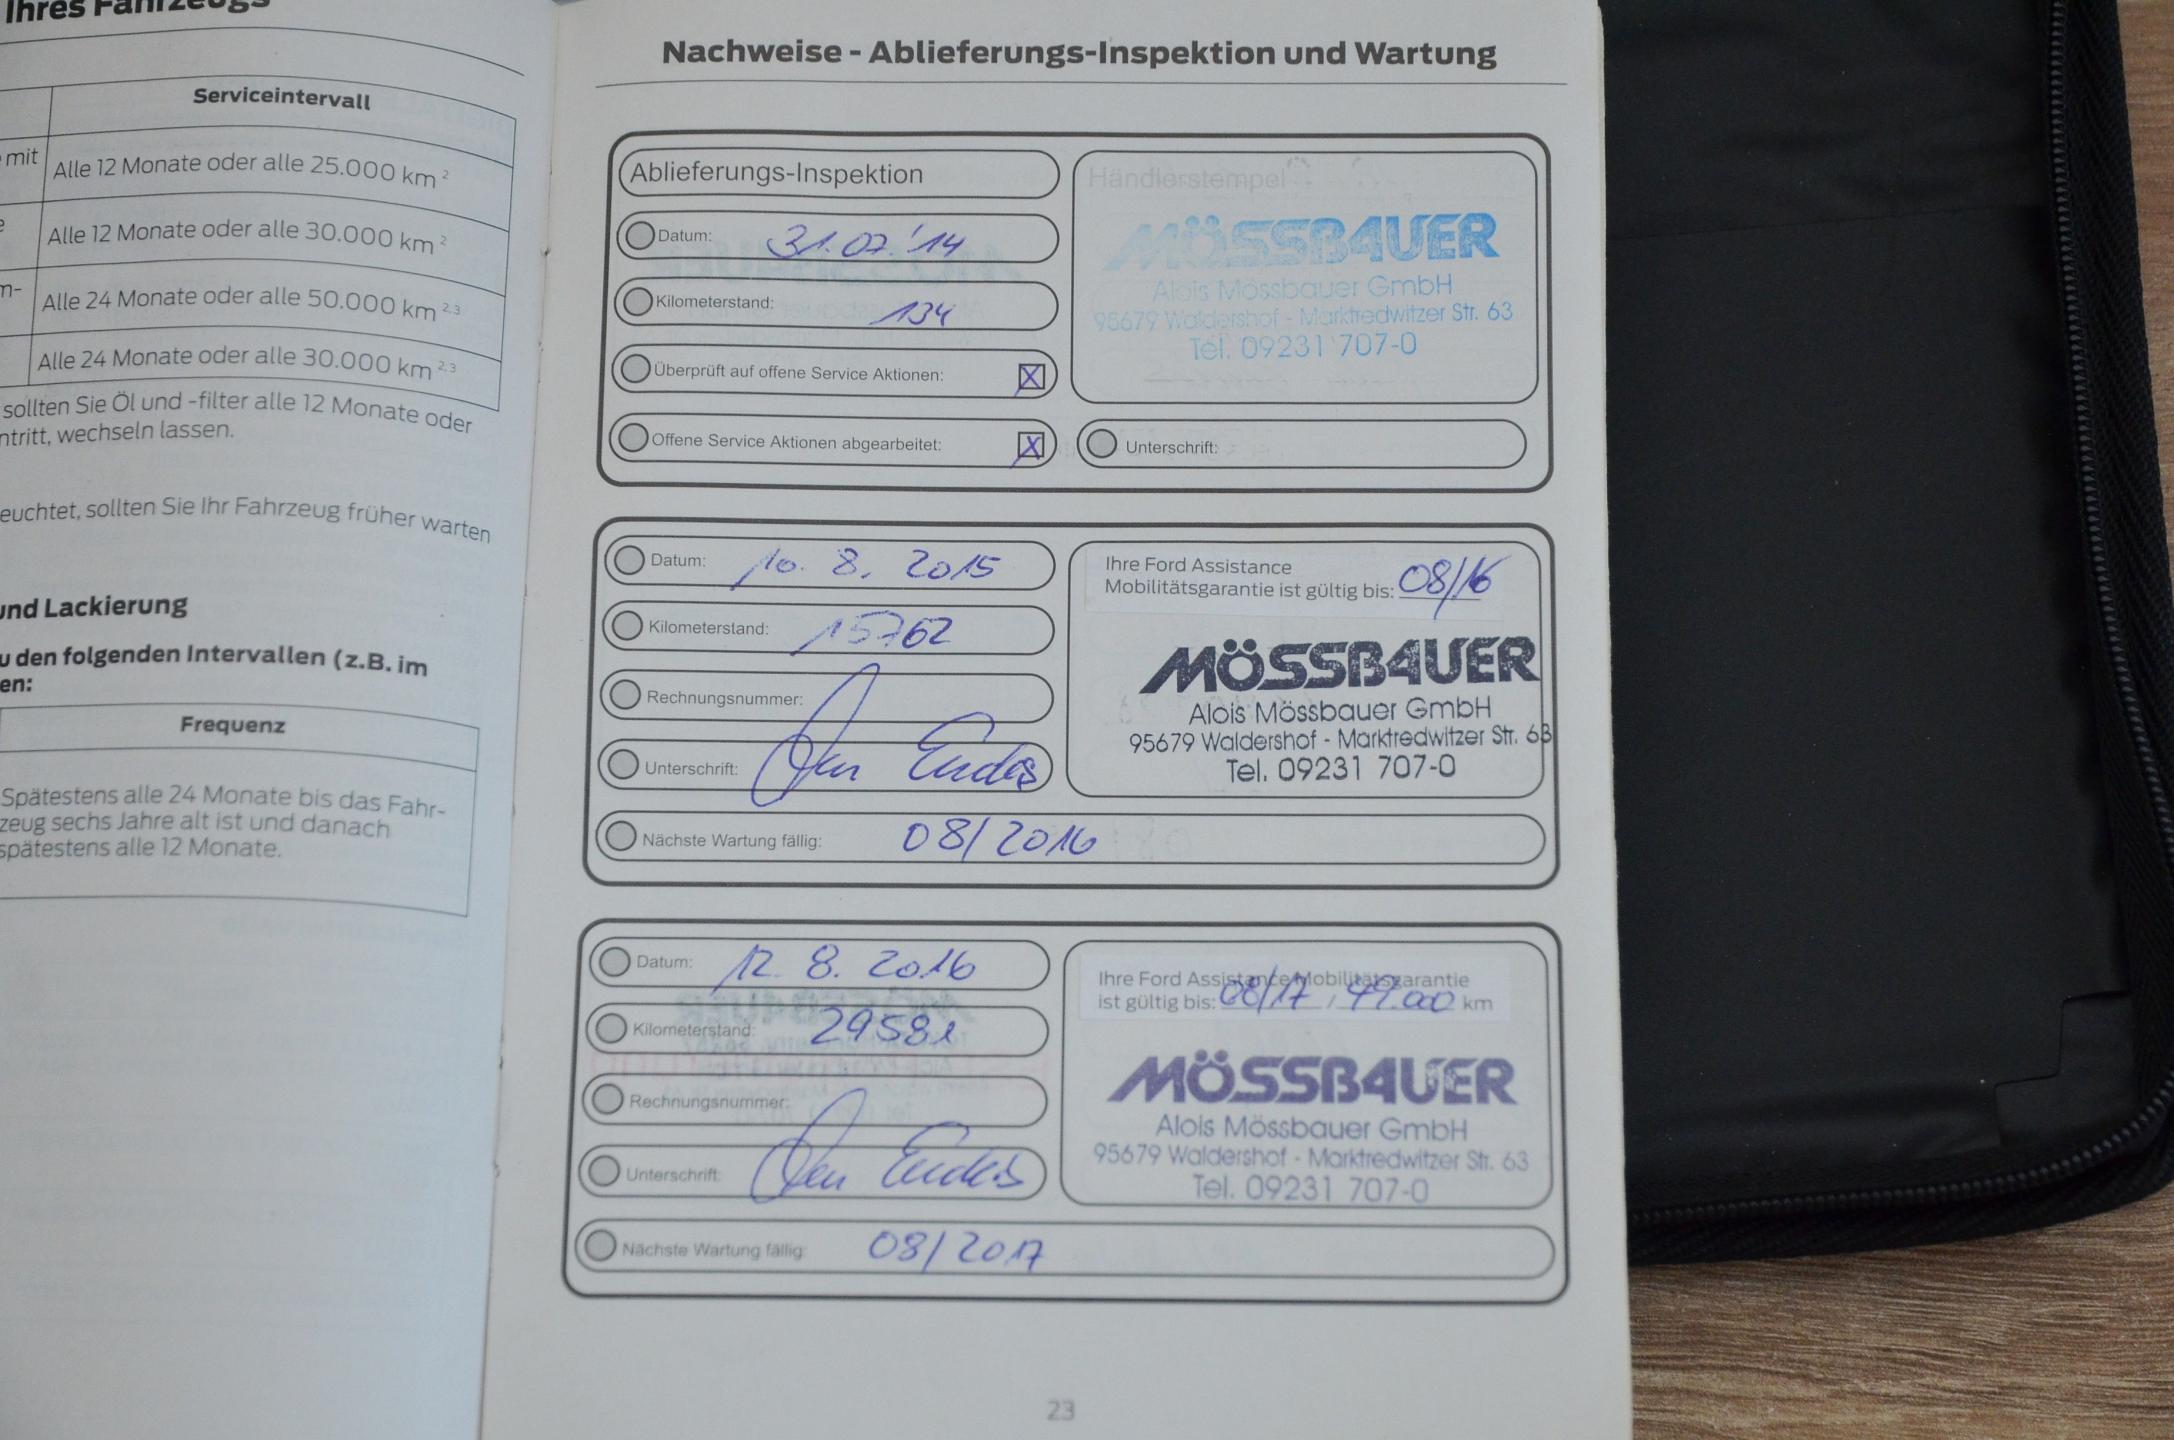 Ihres Fahrzeugs
Serviceintervall
mit
Alle 12 Monate oder alle 25.000 km 2
Alle 12 Monate oder alle 30.000 km 2
Alle 24 Monate oder alle 50.000 km 2,3
Alle 24 Monate oder alle 30.000 km 2,3
sollten Sie Öl und -filter alle 12 Monate oder
ntritt, wechseln lassen.
euchtet, sollten Sie Ihr Fahrzeug früher warten
und Lackierung
u den folgenden Intervallen (z.B. im
en:
Frequenz
Spätestens alle 24 Monate bis das Fahr-
zeug sechs Jahre alt ist und danach
spätestens alle 12 Monate.
Nachweise - Ablieferungs-Inspektion und Wartung
Ablieferungs-Inspektion
Datum: 31.07.'14
Kilometerstand: 134
Überprüft auf offene Service Aktionen: X
Offene Service Aktionen abgearbeitet: X
Händlerstempel
MÖSSBAUER
Alois Mössbauer GmbH
95679 Waldershof - Marktredwitzer Str. 63
Tel. 09231 707-0
Unterschrift:
Datum: 10. 8. 2015
Kilometerstand: 15762
Rechnungsnummer:
Unterschrift:
Ihre Ford Assistance
Mobilitätsgarantie ist gültig bis: 08/16
MÖSSBAUER
Alois Mössbauer GmbH
95679 Waldershof - Marktredwitzer Str. 63
Tel. 09231 707-0
Nächste Wartung fällig: 08/2016
Datum: 12. 8. 2016
Kilometerstand: 29581
Rechnungsnummer:
Unterschrift:
Ihre Ford Assistance Mobilitätsgarantie
ist gültig bis: 08/17 / 49.000 km
MÖSSBAUER
Alois Mössbauer GmbH
95679 Waldershof - Marktredwitzer Str. 63
Tel. 09231 707-0
Nächste Wartung fällig: 08/2017
23